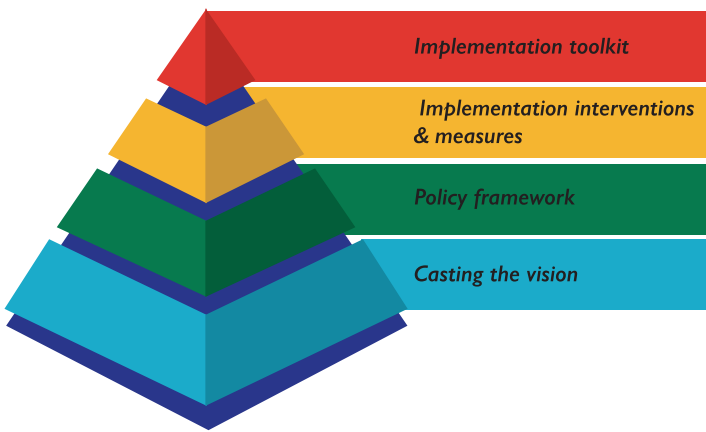 Implementation toolkit
Implementation interventions
& measures
Policy framework
Casting the vision